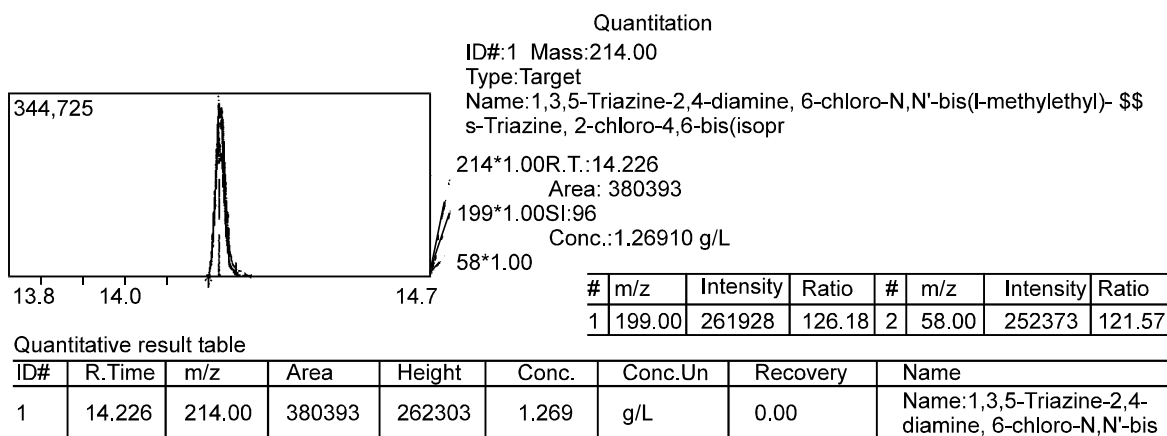 Quantitation
ID#:1 Mass:214.00
Type:Target
Name:1,3,5-Triazine-2,4-diamine, 6-chloro-N,N'-bis(l-methylethyl)- $$
s-Triazine, 2-chloro-4,6-bis(isopr
344,725
214*1.00R.T.:14.226
Area: 380393
199*1.00SI:96
Conc.:1.26910 g/L
58*1.00
13.8 14.0 14.7
# m/z Intensity Ratio # m/z Intensity Ratio
1 199.00 261928 126.18 2 58.00 252373 121.57
Quantitative result table
ID# R.Time m/z Area Height Conc. Conc.Un Recovery Name
1 14.226 214.00 380393 262303 1.269 g/L 0.00 Name:1,3,5-Triazine-2,4-
diamine, 6-chloro-N,N'-bis